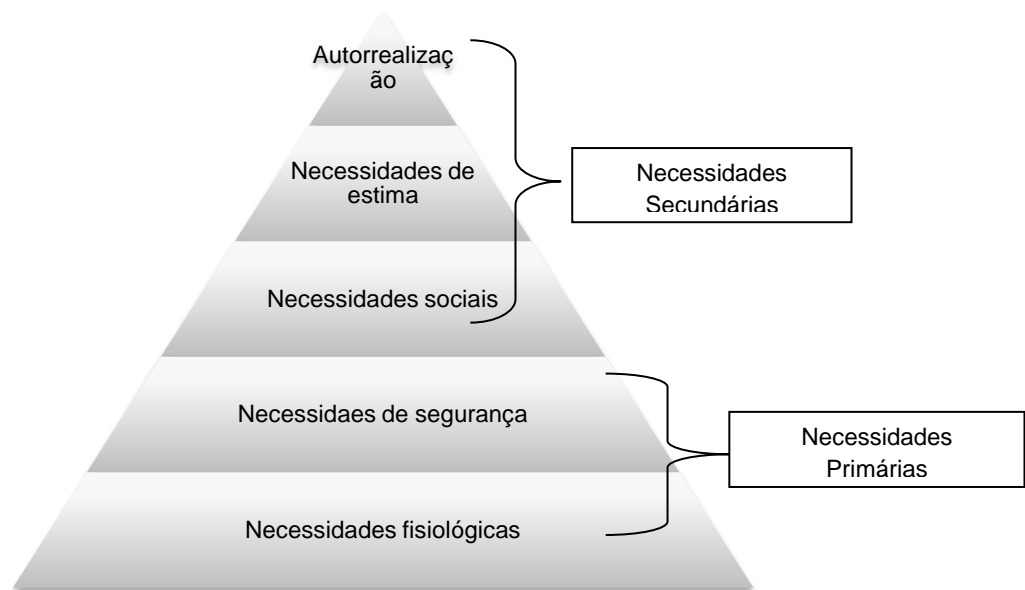 Autorrealizaç
ão
Necessidades de
estima
Necessidades
Secundárias
Necessidades sociais
Necessidaes de segurança
Necessidades
Primárias
Necessidades fisiológicas